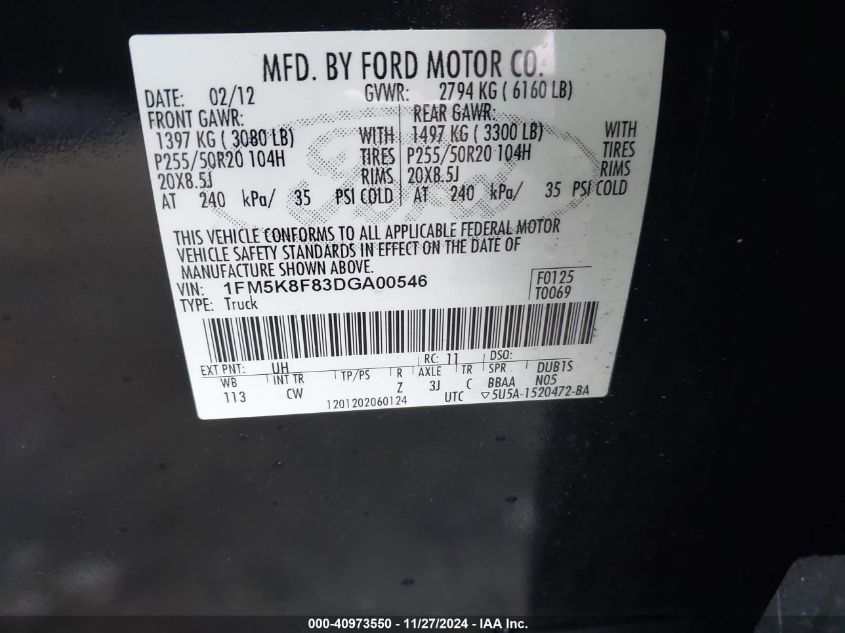 MFD. BY FORD MOTOR CO.
DATE: 02/12 GVWR: 2794 KG ( 6160 LB)
FRONT GAWR: REAR GAWR:
1397 KG ( 3080 LB) WITH 1497 KG ( 3300 LB) WITH
P255/50R20 104H TIRES P255/50R20 104H TIRES
20X8.5J RIMS 20X8.5J RIMS
AT 240 kPa/ 35 PSI COLD AT 240 kPa/ 35 PSI COLD
THIS VEHICLE CONFORMS TO ALL APPLICABLE FEDERAL MOTOR
VEHICLE SAFETY STANDARDS IN EFFECT ON THE DATE OF
MANUFACTURE SHOWN ABOVE.
VIN: 1FM5K8F83DGA00546 F0125
TYPE: Truck T0069
EXT PNT: UH RC: 11 DSO:
WB INT TR TP/PS R AXLE TR SPR DUB1S
113 CW Z 3J C BBAA N05
1201202060124 UTC ▽5U5A-1520472-BA
000-40973550 - 11/27/2024 - IAA Inc.